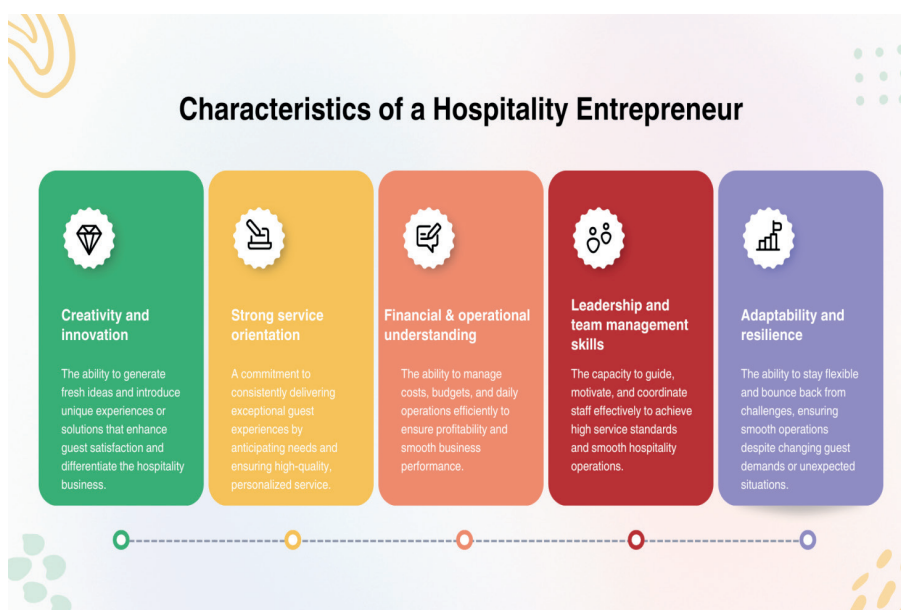 Characteristics of a Hospitality Entrepreneur
Creativity and
innovation
The ability to generate
fresh ideas and introduce
unique experiences or
solutions that enhance
guest satisfaction and
differentiate the hospitality
business.
Strong service
orientation
A commitment to
consistently delivering
exceptional guest
experiences by
anticipating needs and
ensuring high-quality,
personalized service.
Financial & operational
understanding
The ability to manage
costs, budgets, and daily
operations efficiently to
ensure profitability and
smooth business
performance.
Leadership and
team management
skills
The capacity to guide,
motivate, and coordinate
staff effectively to achieve
high service standards
and smooth hospitality
operations.
Adaptability and
resilience
The ability to stay flexible
and bounce back from
challenges, ensuring
smooth operations
despite changing guest
demands or unexpected
situations.